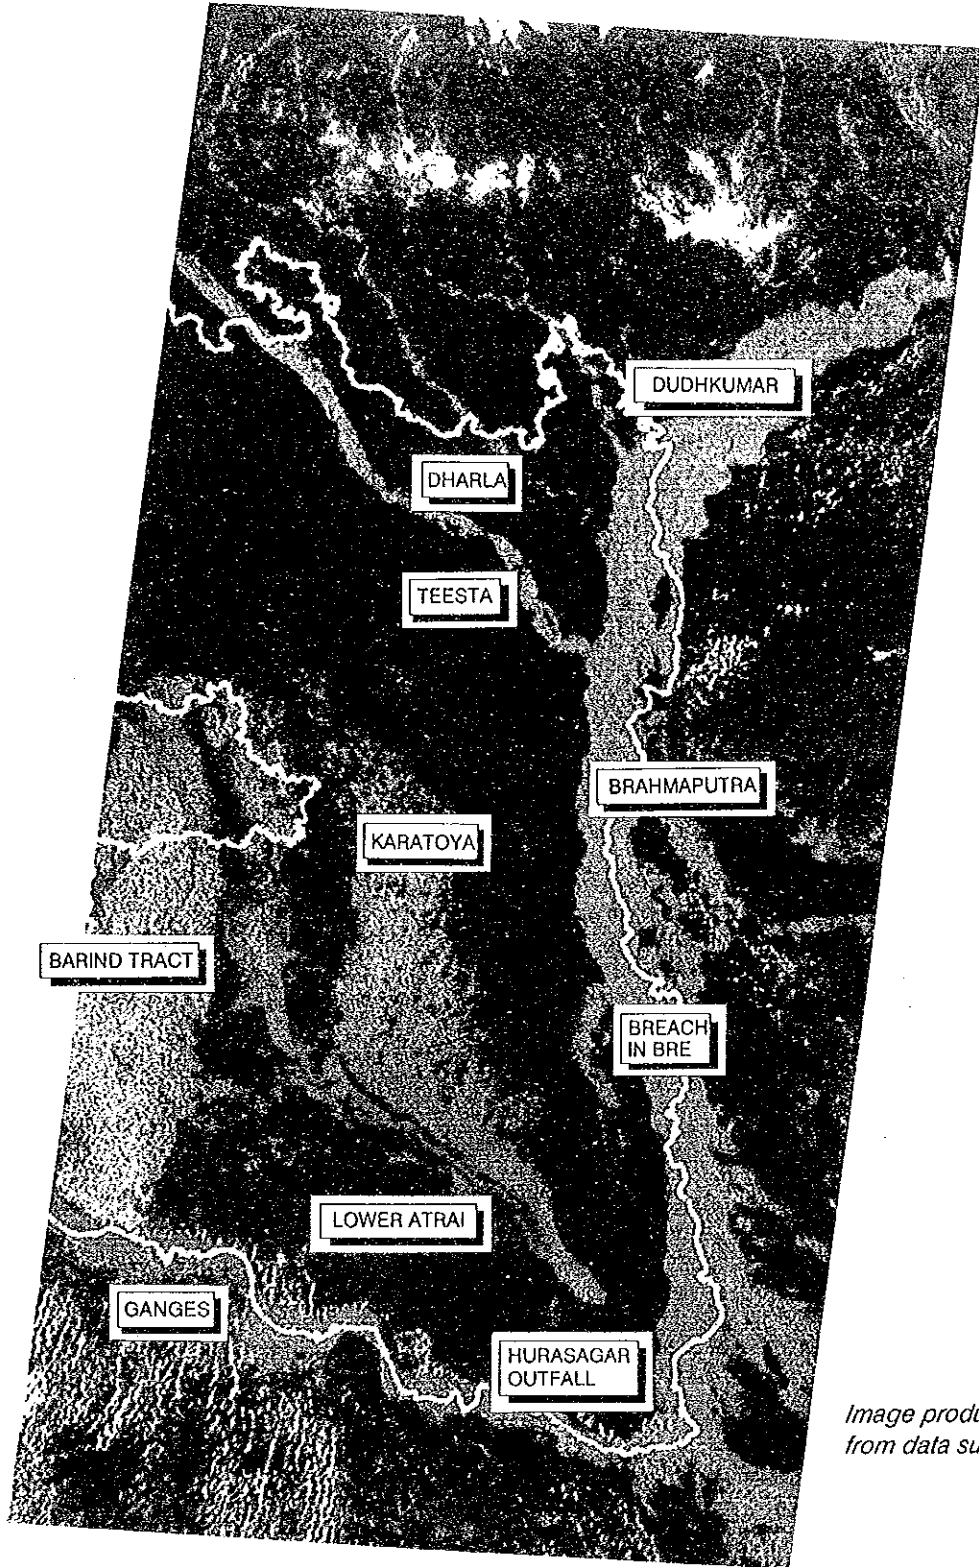 DUDHKUMAR
DHARLA
TEESTA
BRAHMAPUTRA
KARATOYA
BARIND TRACT
BREACH
IN BRE
LOWER ATRAI
GANGES
HURASAGAR
OUTFALL
Image produ
from data su